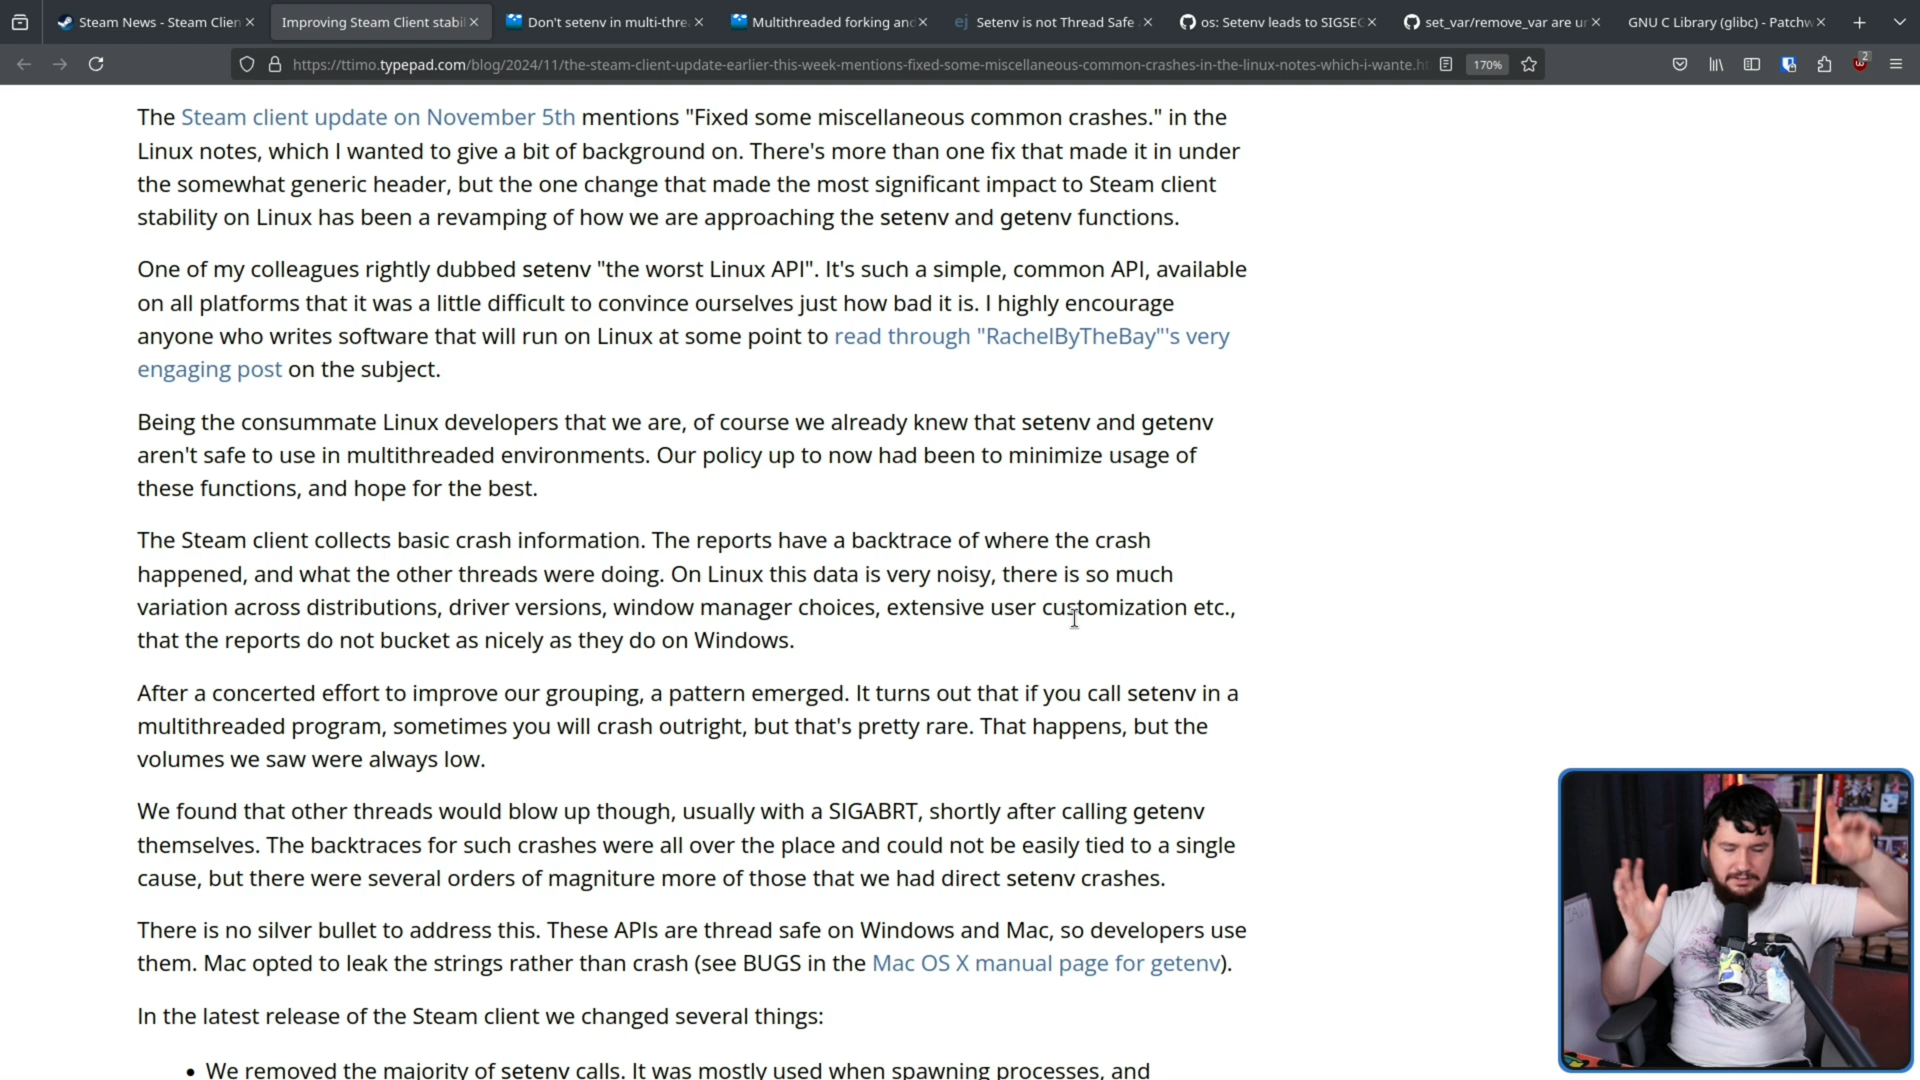 Steam News - Steam Clien
Improving Steam Client stabil
Don't setenv in multi-thre
Multithreaded forking and
ej Setenv is not Thread Safe
os: Setenv leads to SIGSEG
set_var/remove_var are un
GNU C Library (glibc) - Patchw
https://ttimo.typepad.com/blog/2024/11/the-steam-client-update-earlier-this-week-mentions-fixed-some-miscellaneous-common-crashes-in-the-linux-notes-which-i-wante.h
170%
2
The Steam client update on November 5th mentions "Fixed some miscellaneous common crashes." in the
Linux notes, which I wanted to give a bit of background on. There's more than one fix that made it in under
the somewhat generic header, but the one change that made the most significant impact to Steam client
stability on Linux has been a revamping of how we are approaching the setenv and getenv functions.
One of my colleagues rightly dubbed setenv "the worst Linux API". It's such a simple, common API, available
on all platforms that it was a little difficult to convince ourselves just how bad it is. I highly encourage
anyone who writes software that will run on Linux at some point to read through "RachelByTheBay"'s very
engaging post on the subject.
Being the consummate Linux developers that we are, of course we already knew that setenv and getenv
aren't safe to use in multithreaded environments. Our policy up to now had been to minimize usage of
these functions, and hope for the best.
The Steam client collects basic crash information. The reports have a backtrace of where the crash
happened, and what the other threads were doing. On Linux this data is very noisy, there is so much
variation across distributions, driver versions, window manager choices, extensive user customization etc.,
that the reports do not bucket as nicely as they do on Windows.
After a concerted effort to improve our grouping, a pattern emerged. It turns out that if you call setenv in a
multithreaded program, sometimes you will crash outright, but that's pretty rare. That happens, but the
volumes we saw were always low.
We found that other threads would blow up though, usually with a SIGABRT, shortly after calling getenv
themselves. The backtraces for such crashes were all over the place and could not be easily tied to a single
cause, but there were several orders of magniture more of those that we had direct setenv crashes.
There is no silver bullet to address this. These APIs are thread safe on Windows and Mac, so developers use
them. Mac opted to leak the strings rather than crash (see BUGS in the Mac OS X manual page for getenv).
In the latest release of the Steam client we changed several things:
• We removed the majority of setenv calls. It was mostly used when spawning processes, and